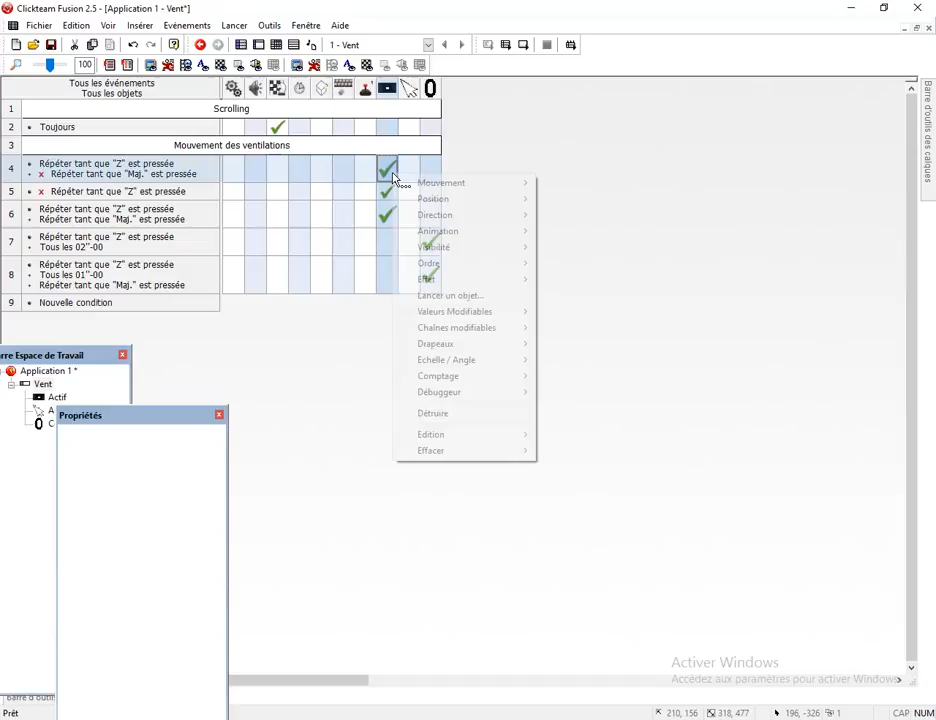 Clickteam Fusion 2.5 - [Application 1 - Vent*]
Fichier Edition Voir Insérer Evénements Lancer Outils Fenêtre Aide
1 - Vent
100
Tous les événements
Tous les objets
1 Scrolling
2 Toujours
3 Mouvement des ventilations
4 Répéter tant que "Z" est pressée
x Répéter tant que "Maj." est pressée
5 x Répéter tant que "Z" est pressée
6 Répéter tant que "Z" est pressée
Répéter tant que "Maj." est pressée
7 Répéter tant que "Z" est pressée
Tous les 02"-00
8 Répéter tant que "Z" est pressée
Tous les 01"-00
Répéter tant que "Maj." est pressée
9 Nouvelle condition
Mouvement
Position
Direction
Animation
Visibilité
Ordre
Effet
Lancer un objet...
Valeurs Modifiables
Chaînes modifiables
Drapeaux
Echelle / Angle
Comptage
Débuggeur
Détruire
Edition
Effacer
Barre d'outils des calques
rre Espace de Travail
Application 1 *
Vent
Actif
A
C
Propriétés
Activer Windows
Accédez aux paramètres pour activer Windows.
Barre d'outils
Prêt
210, 156
318, 477
196, -326
1
CAP NUM